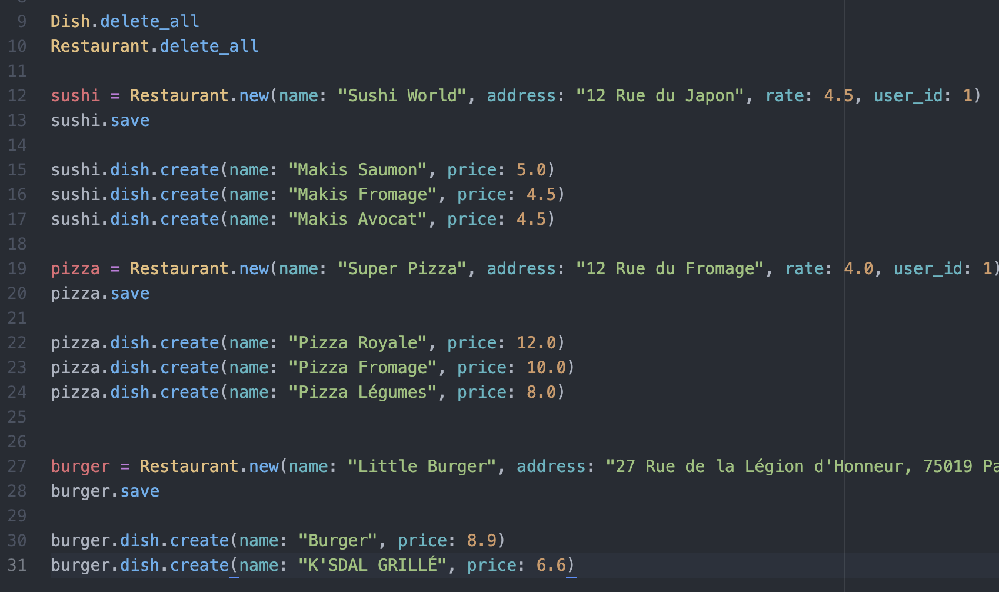 9 Dish.delete_all
10 Restaurant.delete_all
11
12 sushi = Restaurant.new(name: "Sushi World", address: "12 Rue du Japon", rate: 4.5, user_id: 1)
13 sushi.save
14
15 sushi.dish.create(name: "Makis Saumon", price: 5.0)
16 sushi.dish.create(name: "Makis Fromage", price: 4.5)
17 sushi.dish.create(name: "Makis Avocat", price: 4.5)
18
19 pizza = Restaurant.new(name: "Super Pizza", address: "12 Rue du Fromage", rate: 4.0, user_id: 1)
20 pizza.save
21
22 pizza.dish.create(name: "Pizza Royale", price: 12.0)
23 pizza.dish.create(name: "Pizza Fromage", price: 10.0)
24 pizza.dish.create(name: "Pizza Légumes", price: 8.0)
25
26
27 burger = Restaurant.new(name: "Little Burger", address: "27 Rue de la Légion d'Honneur, 75019
28 burger.save
29
30 burger.dish.create(name: "Burger", price: 8.9)
31 burger.dish.create(name: "K'SDAL GRILLÉ", price: 6.6)